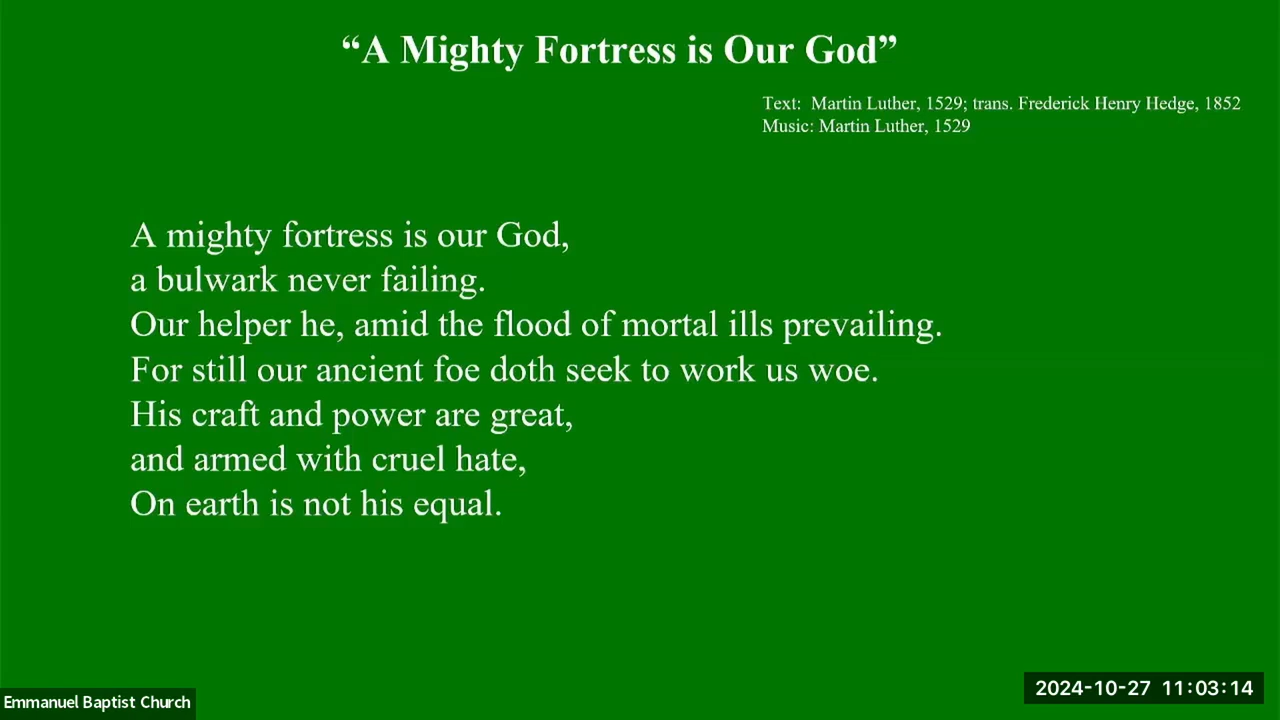 “A Mighty Fortress is Our God”
Text:  Martin Luther, 1529; trans. Frederick Henry Hedge, 1852
Music: Martin Luther, 1529
A mighty fortress is our God,
a bulwark never failing.
Our helper he, amid the flood of mortal ills prevailing.
For still our ancient foe doth seek to work us woe.
His craft and power are great,
and armed with cruel hate,
On earth is not his equal.
Emmanuel Baptist Church
2024-10-27 11:03:14